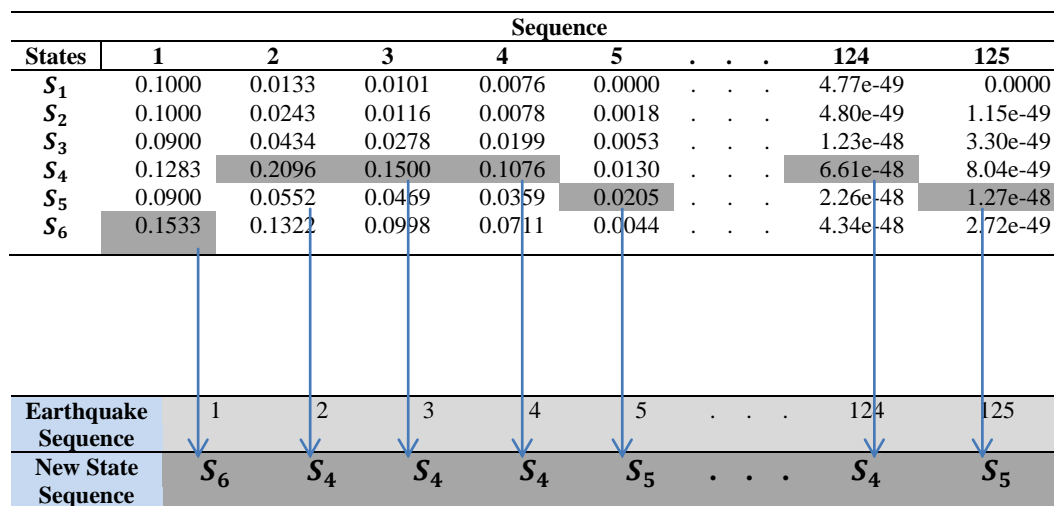 Sequence
States 1 2 3 4 5 . . . 124 125
S₁ 0.1000 0.0133 0.0101 0.0076 0.0000 . . . 4.77e-49 0.0000
S₂ 0.1000 0.0243 0.0116 0.0078 0.0018 . . . 4.80e-49 1.15e-49
S₃ 0.0900 0.0434 0.0278 0.0199 0.0053 . . . 1.23e-48 3.30e-49
S₄ 0.1283 0.2096 0.1500 0.1076 0.0130 . . . 6.61e-48 8.04e-49
S₅ 0.0900 0.0552 0.0469 0.0359 0.0205 . . . 2.26e-48 1.27e-48
S₆ 0.1533 0.1322 0.0998 0.0711 0.0044 . . . 4.34e-48 2.72e-49
Earthquake 1 2 3 4 5 . . . 124 125
Sequence
New State S₆ S₄ S₄ S₄ S₅ . . . S₄ S₅
Sequence